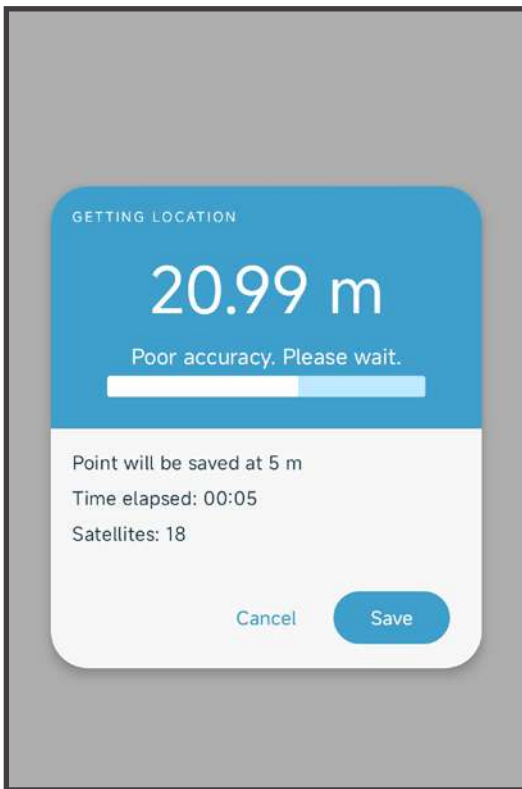 GETTING LOCATION
20.99 m
Poor accuracy. Please wait.
Point will be saved at 5 m
Time elapsed: 00:05
Satellites: 18
Cancel Save